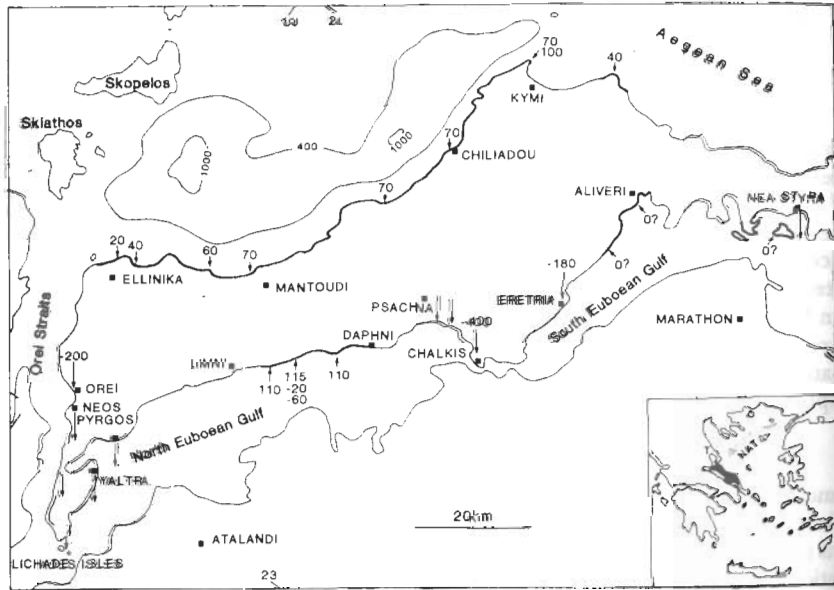 Aegean Sea
Skopelos
Skiathos
400
1000
1000
70
100
40
KYMI
70
CHILIADOU
70
ALIVERI
NEA STYRA
0?
0?
0?
20
40
60
70
ELLINIKA
MANTOUDI
PSACHNA
-180
ERETRIA
South Euboean Gulf
MARATHON
Orei Straits
-400
DAPHNI
CHALKIS
LIMNI
-200
OREI
NEOS
PYRGOS
110
115
-20
-60
110
North Euboean Gulf
YALTRA
20km
ATALANDI
LICHADES ISLES
23